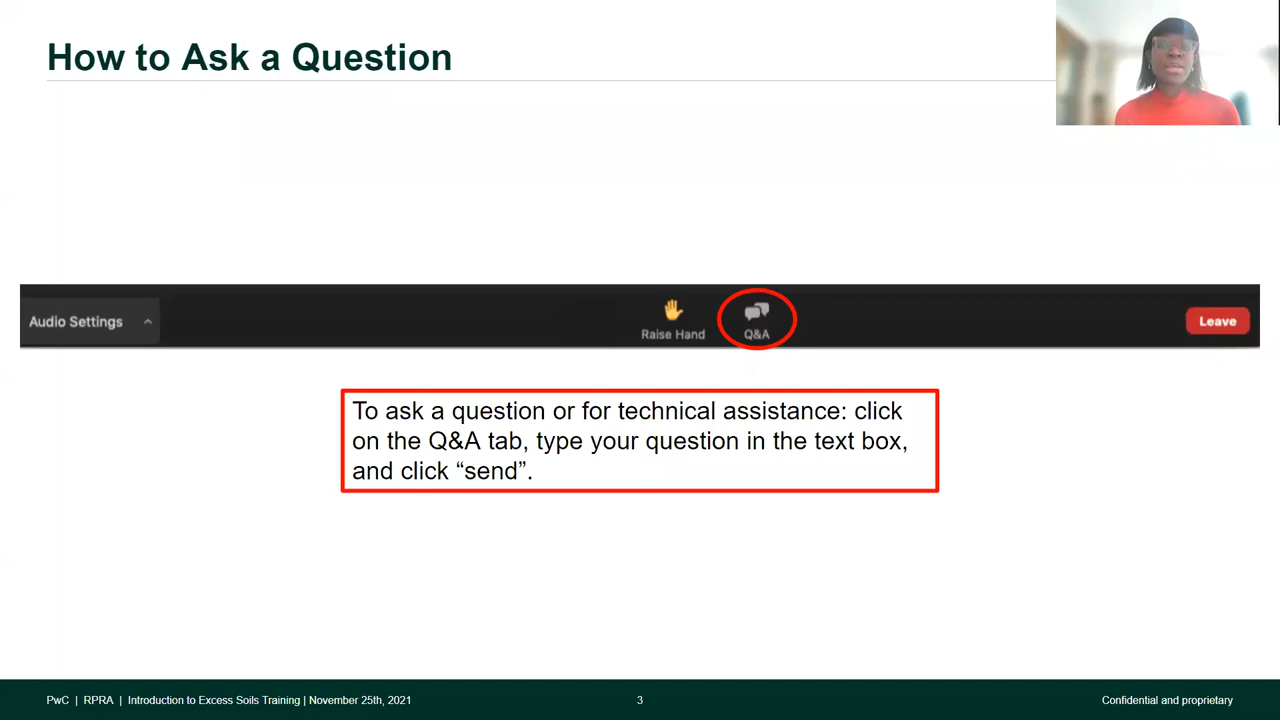 How to Ask a Question
Audio Settings
Raise Hand
Q&A
Leave
To ask a question or for technical assistance: click
on the Q&A tab, type your question in the text box,
and click “send”.
PwC | RPRA | Introduction to Excess Soils Training | November 25th, 2021
3
Confidential and proprietary